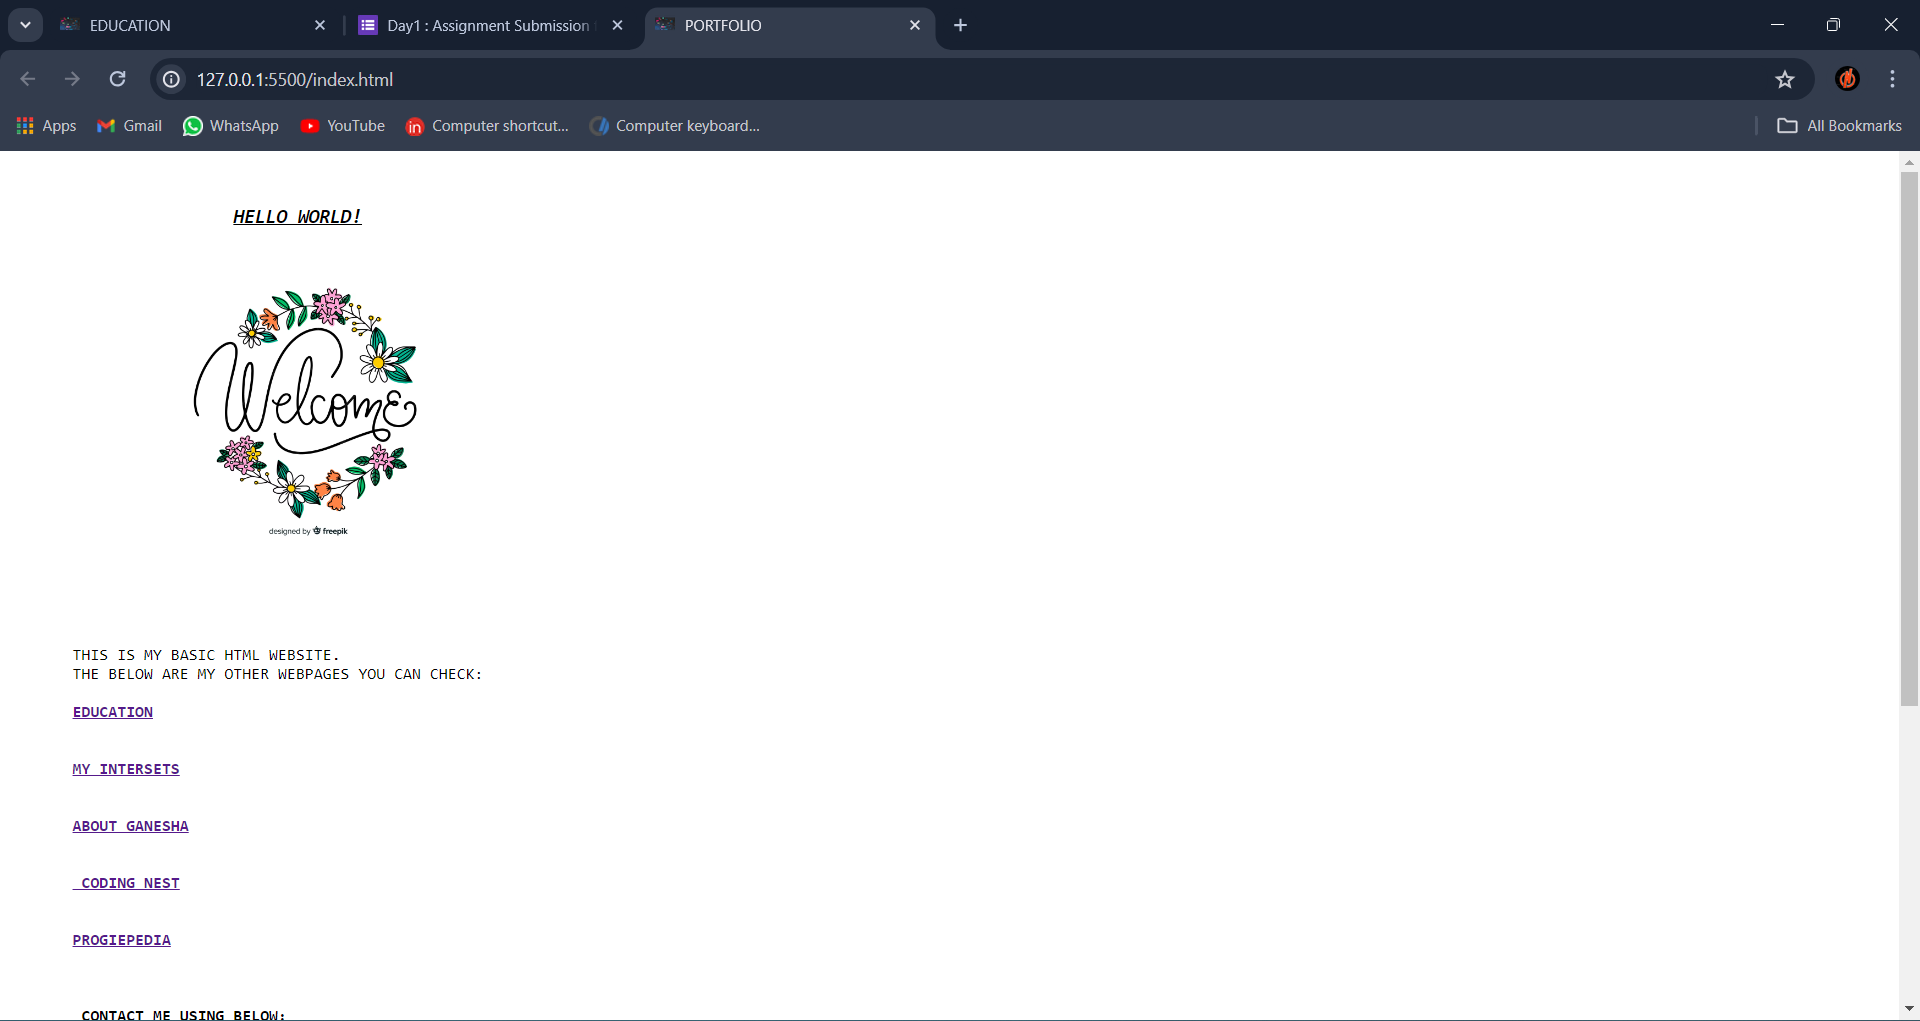 EDUCATION
Day1 : Assignment Submission
PORTFOLIO
127.0.0.1:5500/index.html
Apps
Gmail
WhatsApp
YouTube
in
Computer shortcut...
Computer keyboard...
All Bookmarks
HELLO WORLD!
Welcome
designed by freepik
THIS IS MY BASIC HTML WEBSITE.
THE BELOW ARE MY OTHER WEBPAGES YOU CAN CHECK:
EDUCATION
MY INTERSETS
ABOUT GANESHA
CODING NEST
PROGIEPEDIA
CONTACT ME USING BELOW: